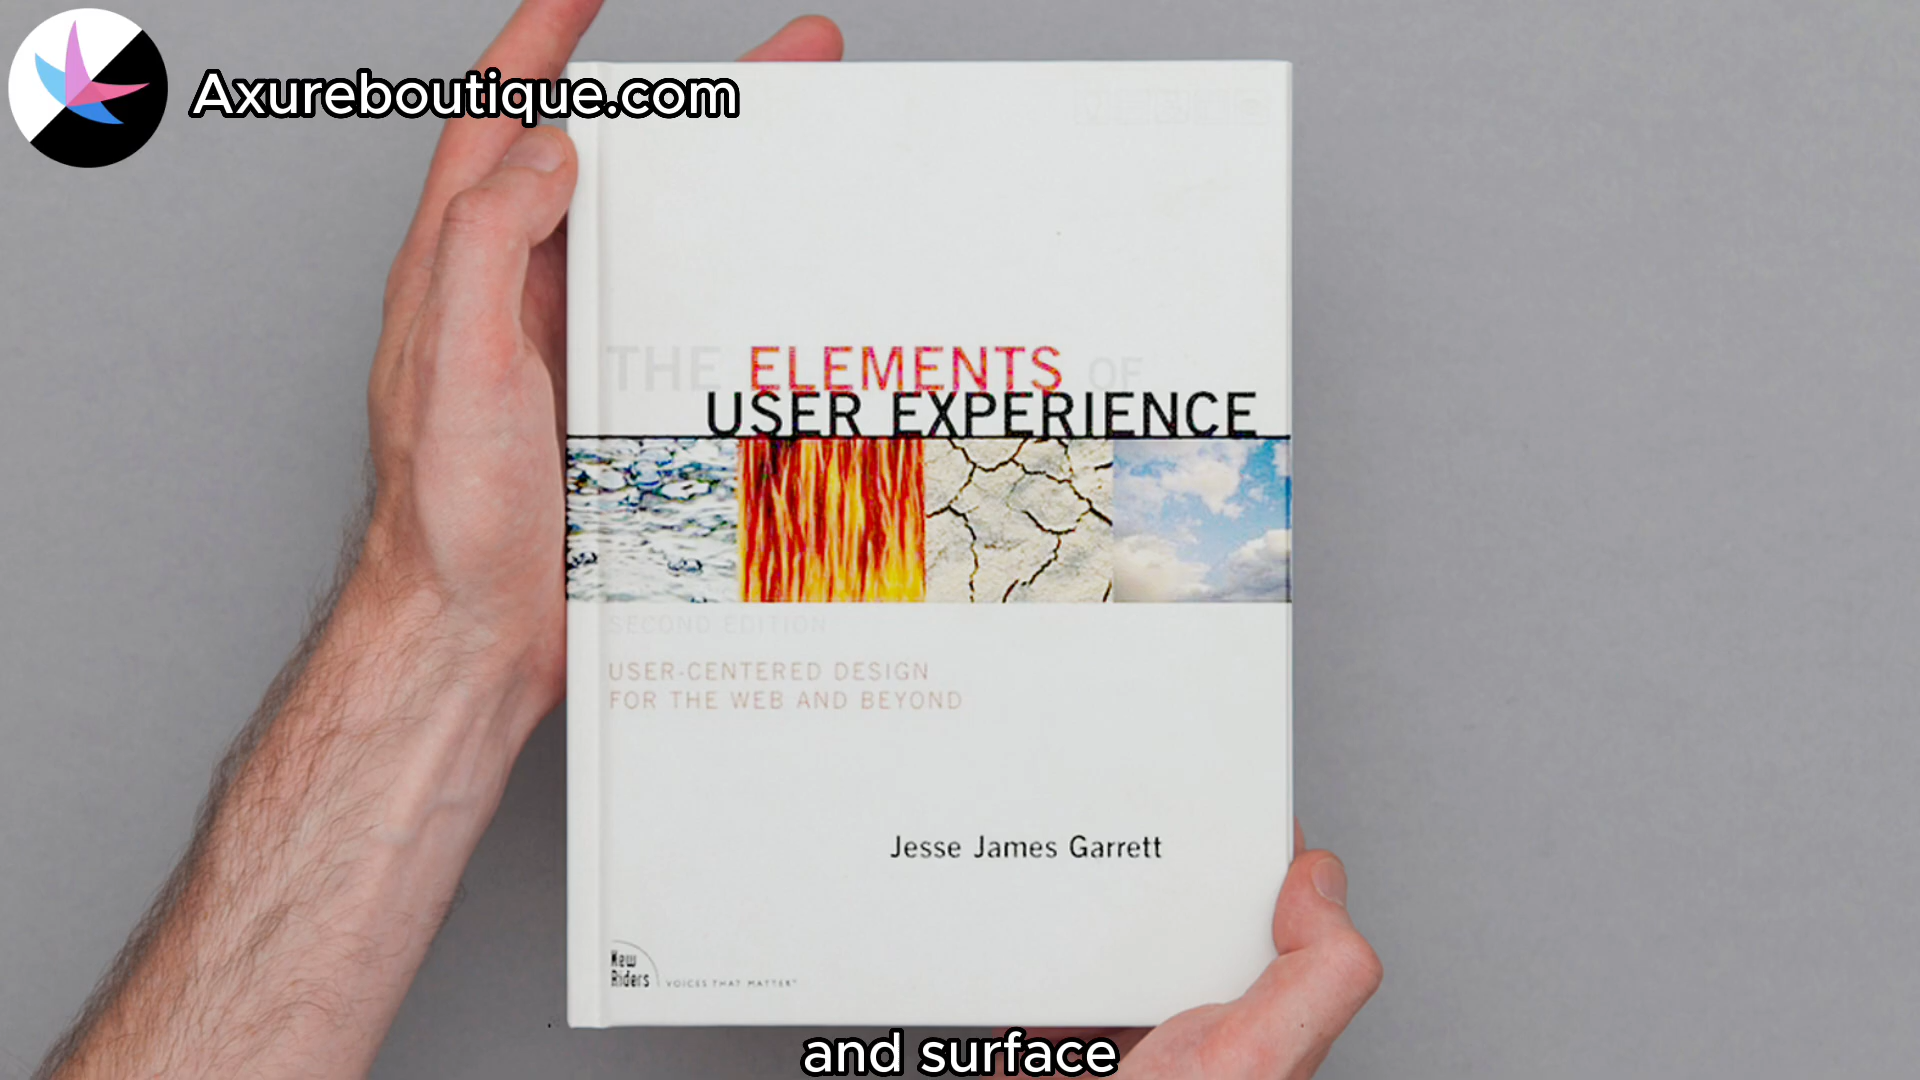 Axureboutique.com
THE ELEMENTS OF
USER EXPERIENCE
SECOND EDITION
USER-CENTERED DESIGN
FOR THE WEB AND BEYOND
Jesse James Garrett
New
Riders
VOICES THAT MATTER™
and surface